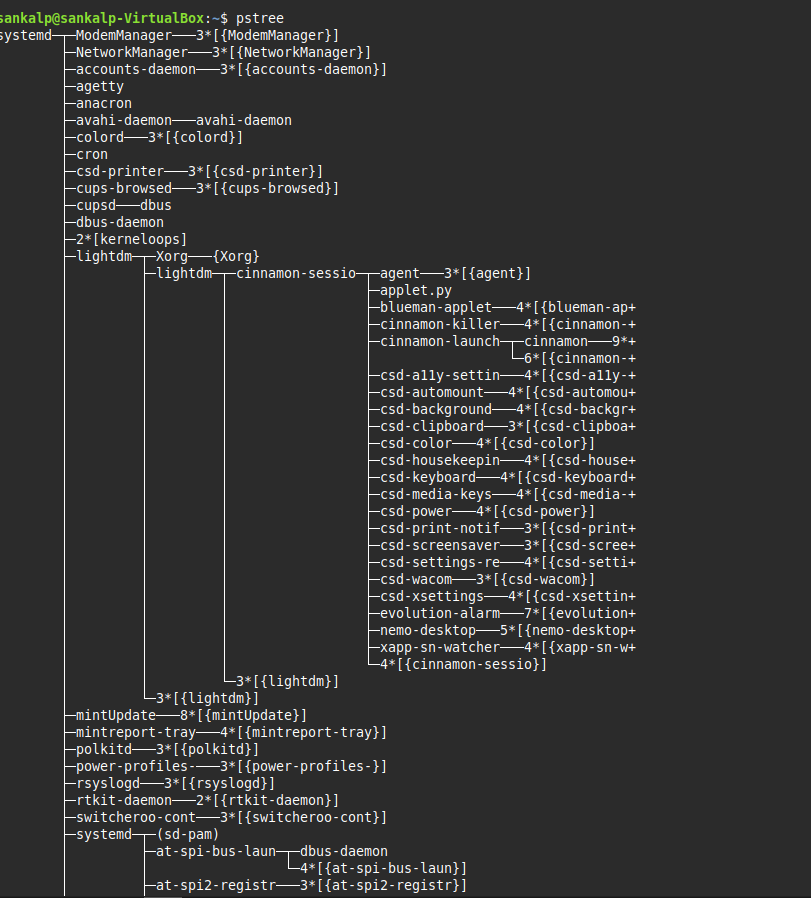 sankalp@sankalp-VirtualBox:~$ pstree
systemd─┬─ModemManager───3*[{ModemManager}]
        ├─NetworkManager───3*[{NetworkManager}]
        ├─accounts-daemon───3*[{accounts-daemon}]
        ├─agetty
        ├─anacron
        ├─avahi-daemon───avahi-daemon
        ├─colord───3*[{colord}]
        ├─cron
        ├─csd-printer───3*[{csd-printer}]
        ├─cups-browsed───3*[{cups-browsed}]
        ├─cupsd───dbus
        ├─dbus-daemon
        ├─2*[kerneloops]
        ├─lightdm─┬─Xorg───{Xorg}
        │         ├─lightdm─┬─cinnamon-sessio─┬─agent───3*[{agent}]
        │         │         │                 ├─applet.py
        │         │         │                 ├─blueman-applet───4*[{blueman-ap+
        │         │         │                 ├─cinnamon-killer───4*[{cinnamon-+
        │         │         │                 ├─cinnamon-launch─┬─cinnamon───9*+
        │         │         │                 │                 └─6*[{cinnamon-+
        │         │         │                 ├─csd-a11y-settin───4*[{csd-a11y-+
        │         │         │                 ├─csd-automount───4*[{csd-automou+
        │         │         │                 ├─csd-background───4*[{csd-backgr+
        │         │         │                 ├─csd-clipboard───3*[{csd-clipboa+
        │         │         │                 ├─csd-color───4*[{csd-color}]
        │         │         │                 ├─csd-housekeepin───4*[{csd-house+
        │         │         │                 ├─csd-keyboard───4*[{csd-keyboard+
        │         │         │                 ├─csd-media-keys───4*[{csd-media-+
        │         │         │                 ├─csd-power───4*[{csd-power}]
        │         │         │                 ├─csd-print-notif───3*[{csd-print+
        │         │         │                 ├─csd-screensaver───3*[{csd-scree+
        │         │         │                 ├─csd-settings-re───4*[{csd-setti+
        │         │         │                 ├─csd-wacom───3*[{csd-wacom}]
        │         │         │                 ├─csd-xsettings───4*[{csd-xsettin+
        │         │         │                 ├─evolution-alarm───7*[{evolution+
        │         │         │                 ├─nemo-desktop───5*[{nemo-desktop+
        │         │         │                 ├─xapp-sn-watcher───4*[{xapp-sn-w+
        │         │         │                 └─4*[{cinnamon-sessio}]
        │         │         └─3*[{lightdm}]
        │         └─3*[{lightdm}]
        ├─mintUpdate───8*[{mintUpdate}]
        ├─mintreport-tray───4*[{mintreport-tray}]
        ├─polkitd───3*[{polkitd}]
        ├─power-profiles-───3*[{power-profiles-}]
        ├─rsyslogd───3*[{rsyslogd}]
        ├─rtkit-daemon───2*[{rtkit-daemon}]
        ├─switcheroo-cont───3*[{switcheroo-cont}]
        ├─systemd─┬─(sd-pam)
        │         ├─at-spi-bus-laun─┬─dbus-daemon
        │         │                 └─4*[{at-spi-bus-laun}]
        │         ├─at-spi2-registr───3*[{at-spi2-registr}]